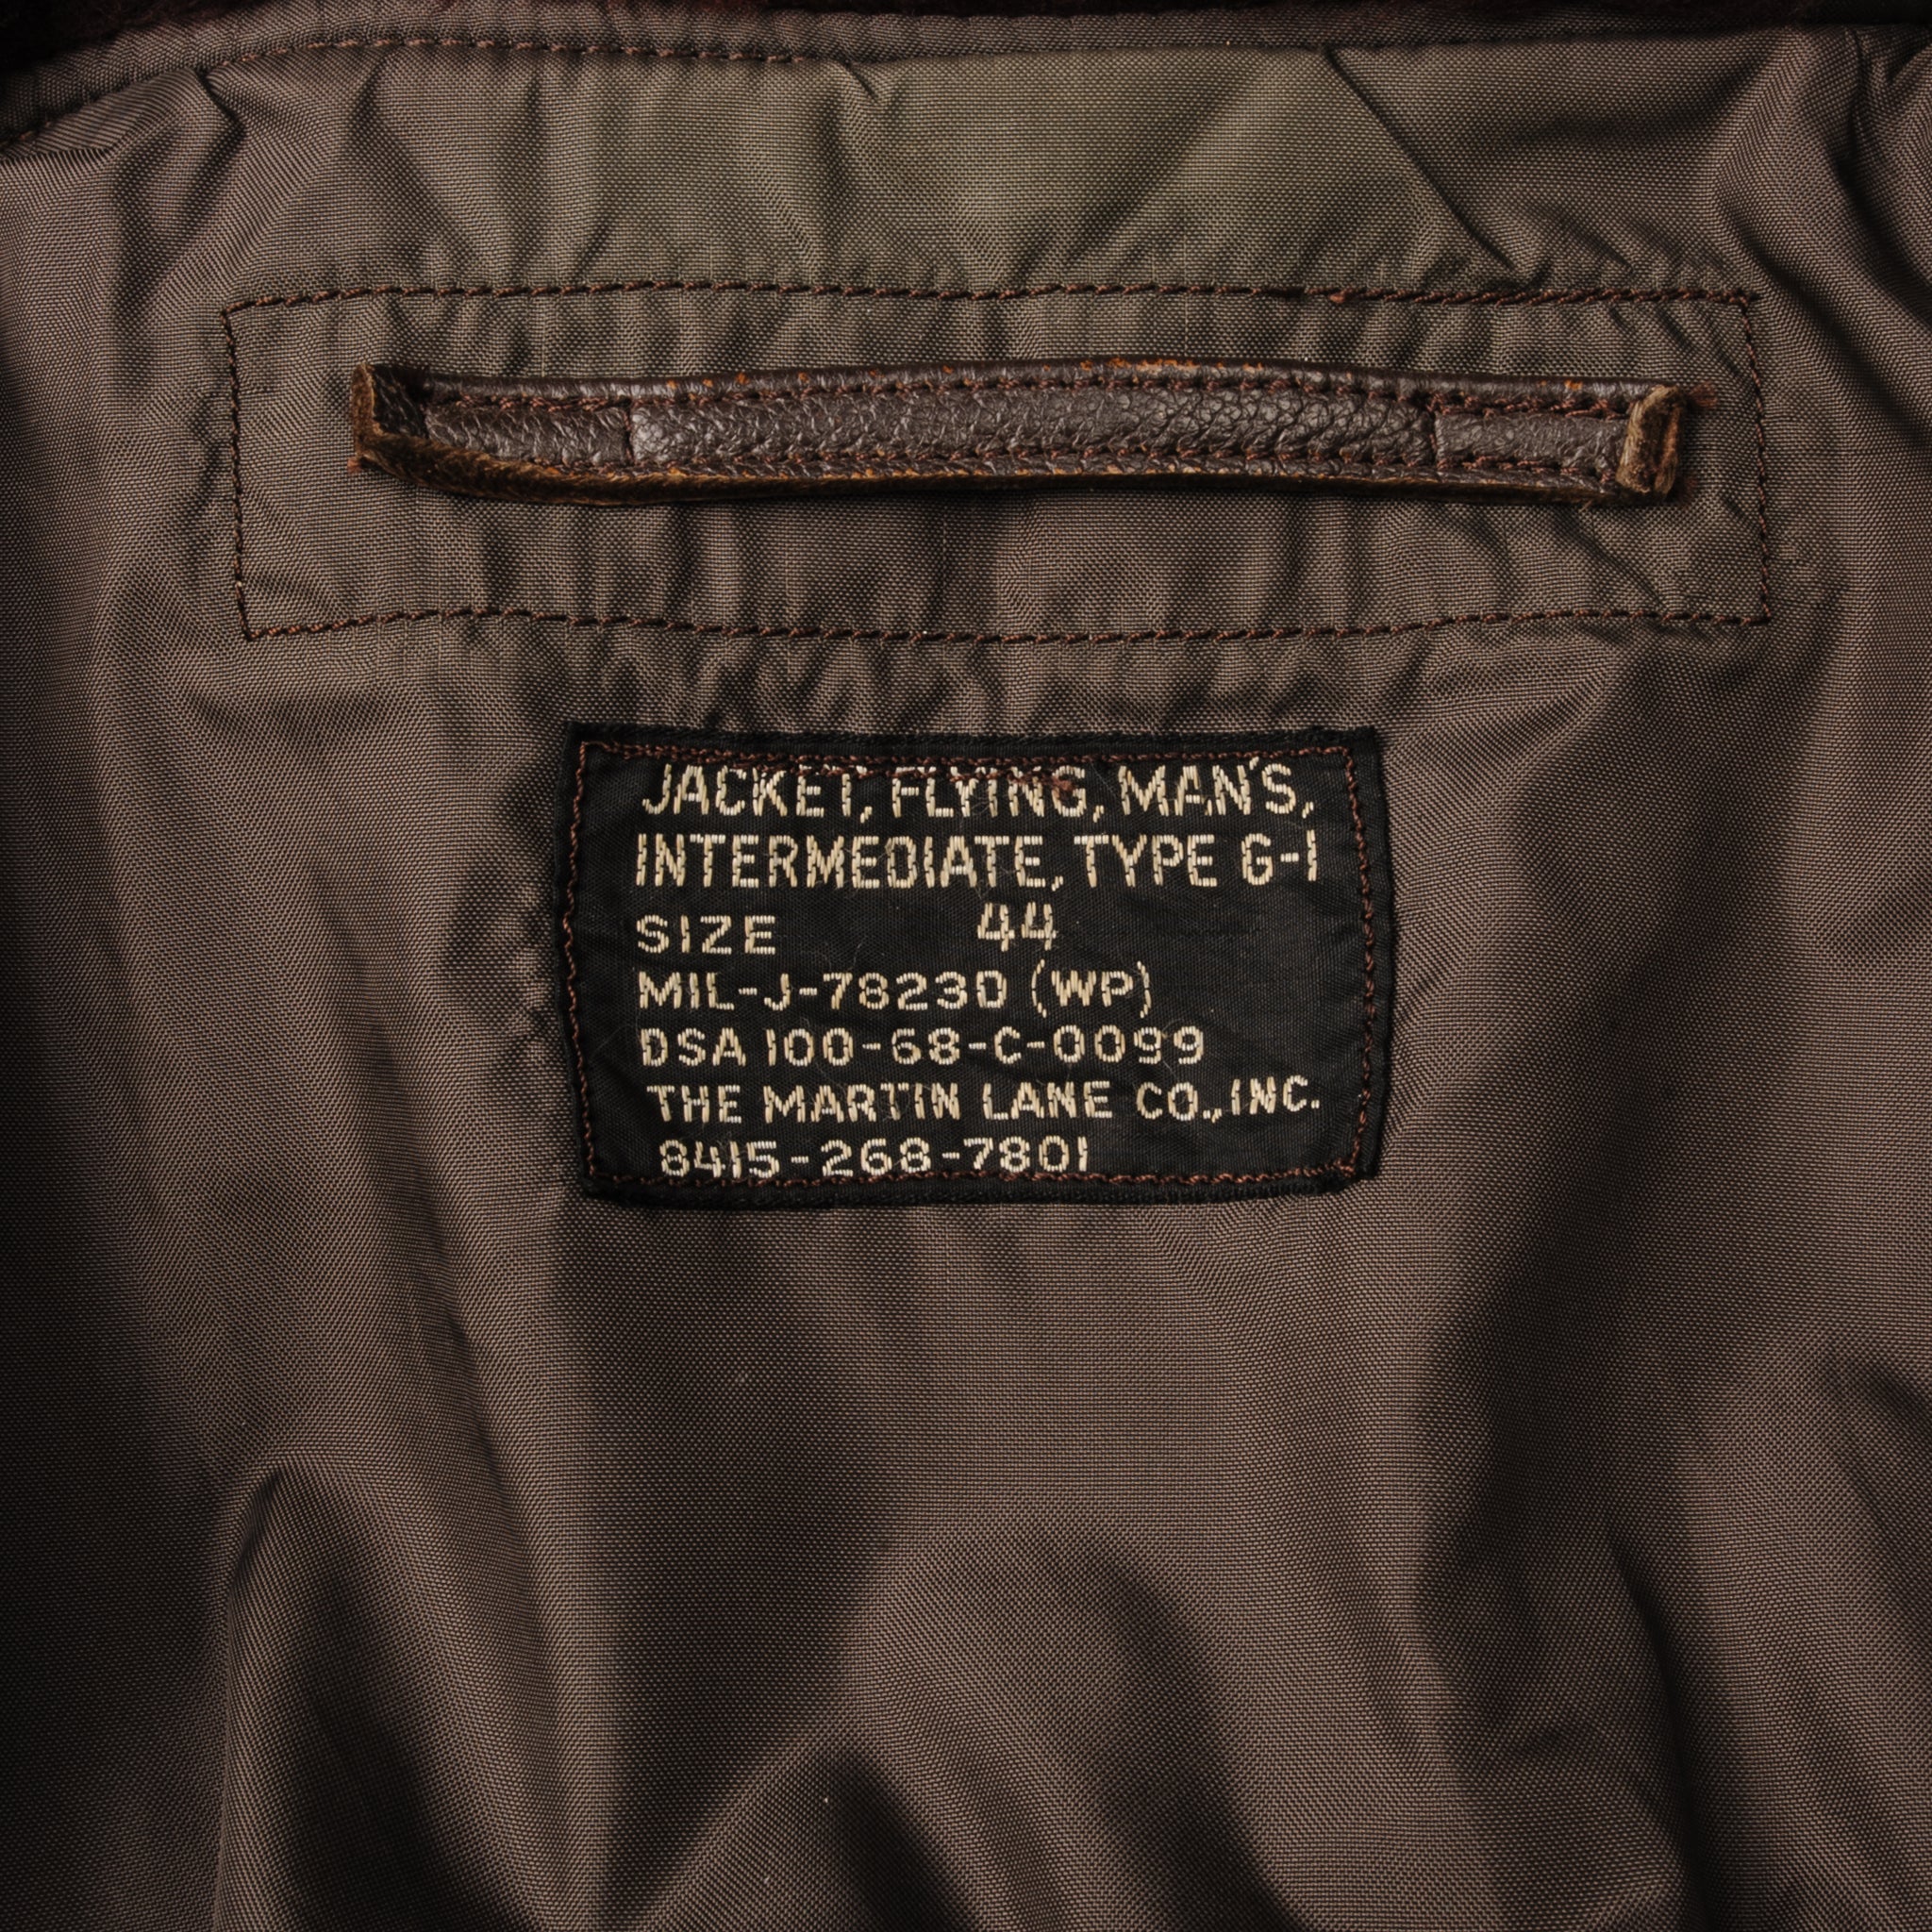 JACKET, FLYING, MAN'S,
INTERMEDIATE, TYPE G-1
SIZE 44
MIL-J-78230 (WP)
DSA 100-68-C-0099
THE MARTIN LANE CO., INC.
8415-268-7801